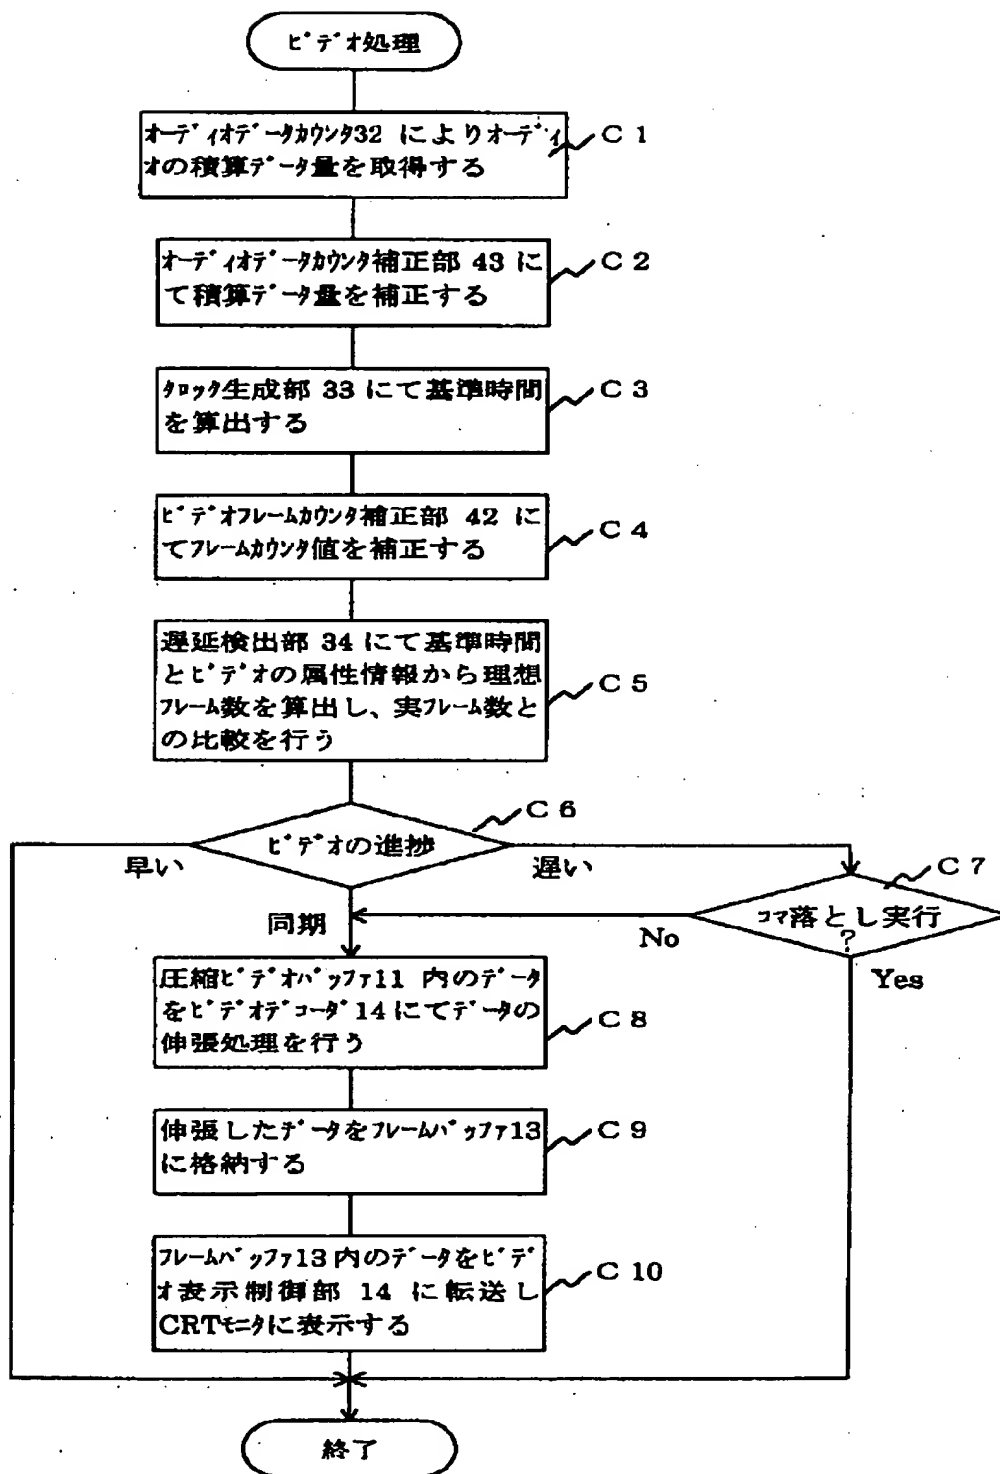 ビデオ処理
オーディオデータカウンタ32 によりオーディ
オの積算データ量を取得する
C 1
オーディオデータカウンタ補正部 43 に
て積算データ量を補正する
C 2
クロック生成部 33 にて基準時間
を算出する
C 3
ビデオフレームカウンタ補正部 42 に
てフレームカウンタ値を補正する
C 4
遅延検出部 34 にて基準時間
とビデオの属性情報から理想
フレーム数を算出し、実フレーム数と
の比較を行う
C 5
ビデオの進捗
C 6
早い
遅い
同期
コマ落とし実行
?
C 7
No
Yes
圧縮ビデオバッファ11 内のデータ
をビデオデコーダ14にてデータの
伸張処理を行う
C 8
伸張したデータをフレームバッファ13
に格納する
C 9
フレームバッファ13 内のデータをビデ
オ表示制御部 14 に転送し
CRTモニタに表示する
C 10
終了